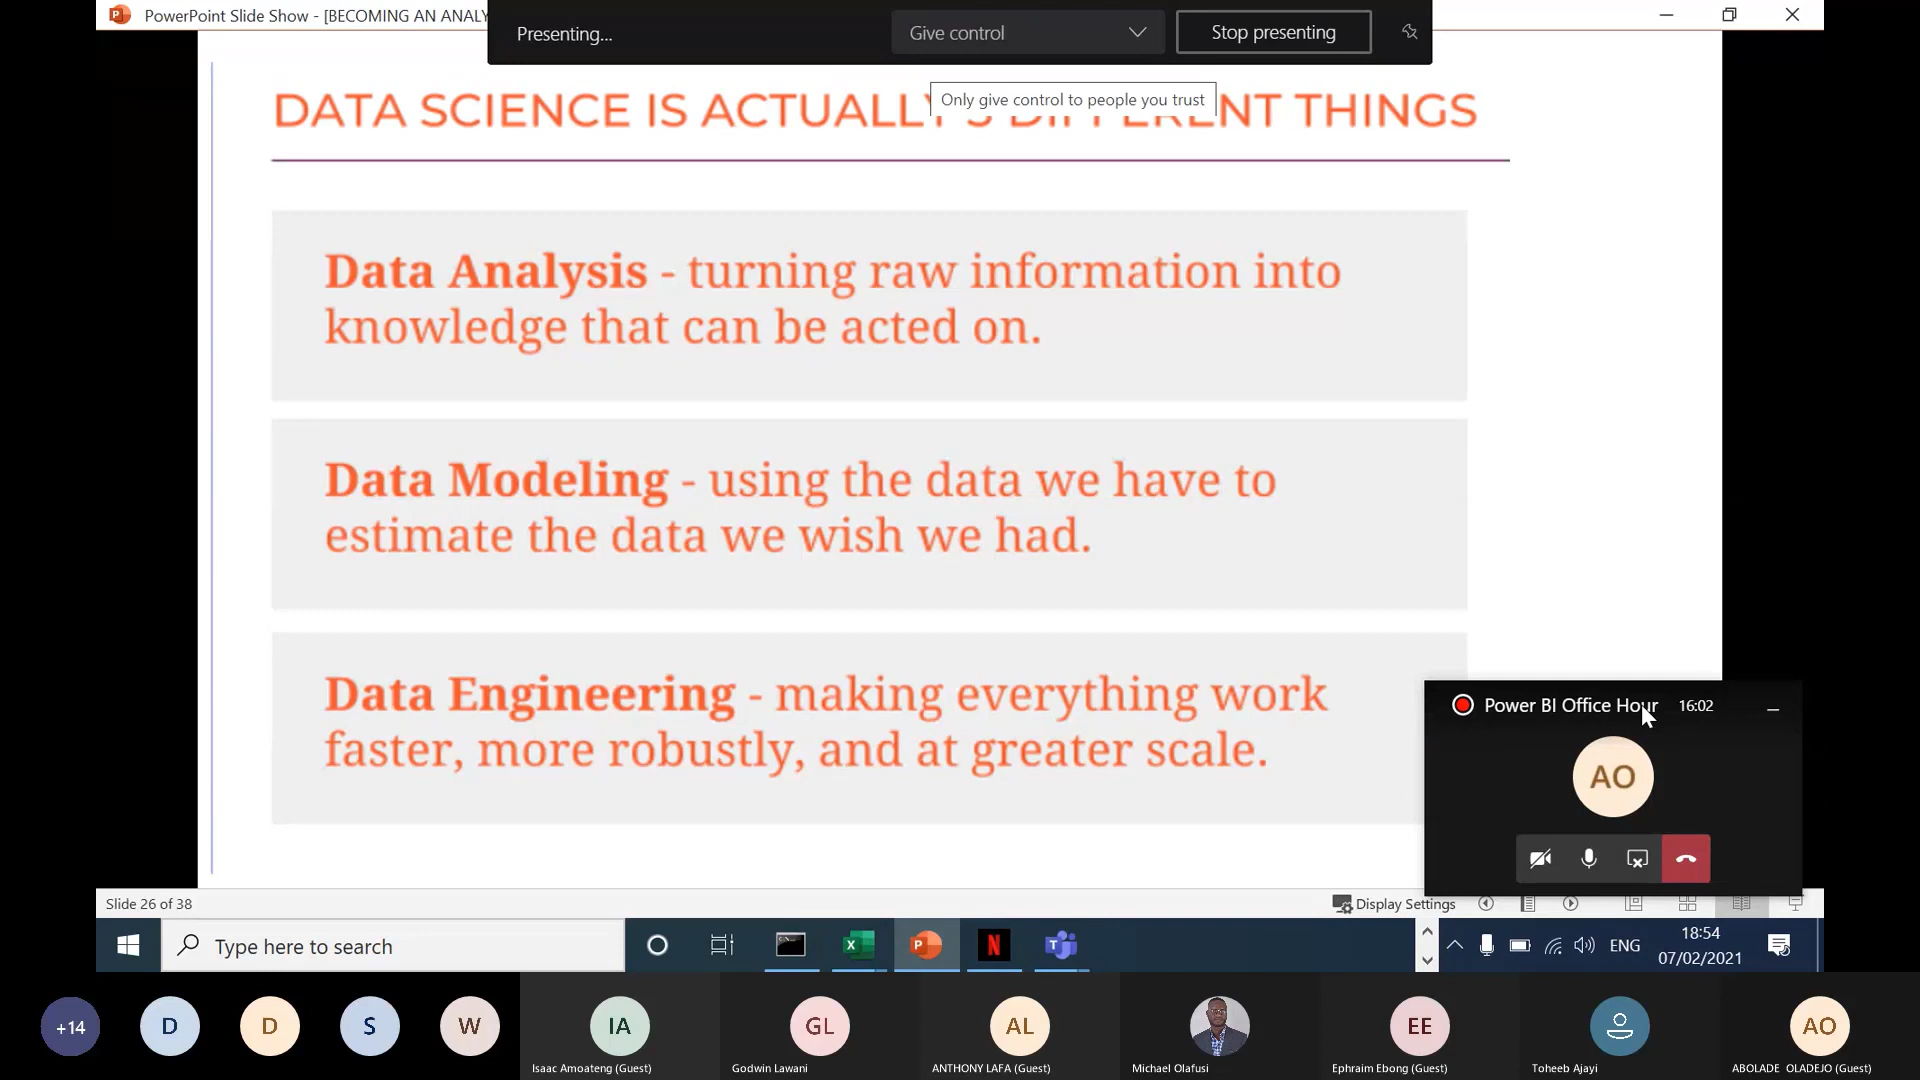 PowerPoint Slide Show - [BECOMING AN ANALY
Presenting...
Give control
Stop presenting
Only give control to people you trust
DATA SCIENCE IS ACTUALLY 3 DIFFERENT THINGS
Data Analysis - turning raw information into
knowledge that can be acted on.
Data Modeling - using the data we have to
estimate the data we wish we had.
Data Engineering - making everything work
faster, more robustly, and at greater scale.
Power BI Office Hour 16:02
AO
Slide 26 of 38
Display Settings
Type here to search
ENG
18:54
07/02/2021
+14
D
D
S
W
IA
GL
AL
EE
AO
Isaac Amoateng (Guest)
Godwin Lawani
ANTHONY LAFA (Guest)
Michael Olafusi
Ephraim Ebong (Guest)
Toheeb Ajayi
ABOLADE OLADEJO (Guest)